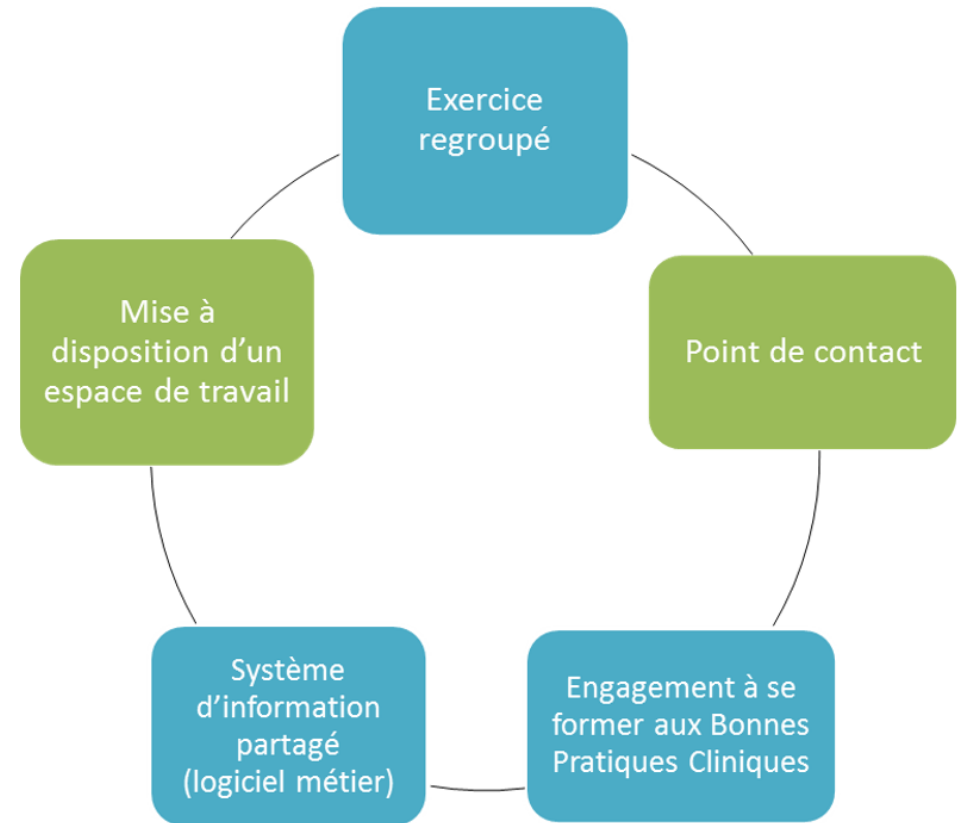 Exercice
regroupé
Point de contact
Engagement à se
former aux Bonnes
Pratiques Cliniques
Système
d’information
partagé
(logiciel métier)
Mise à
disposition d’un
espace de travail